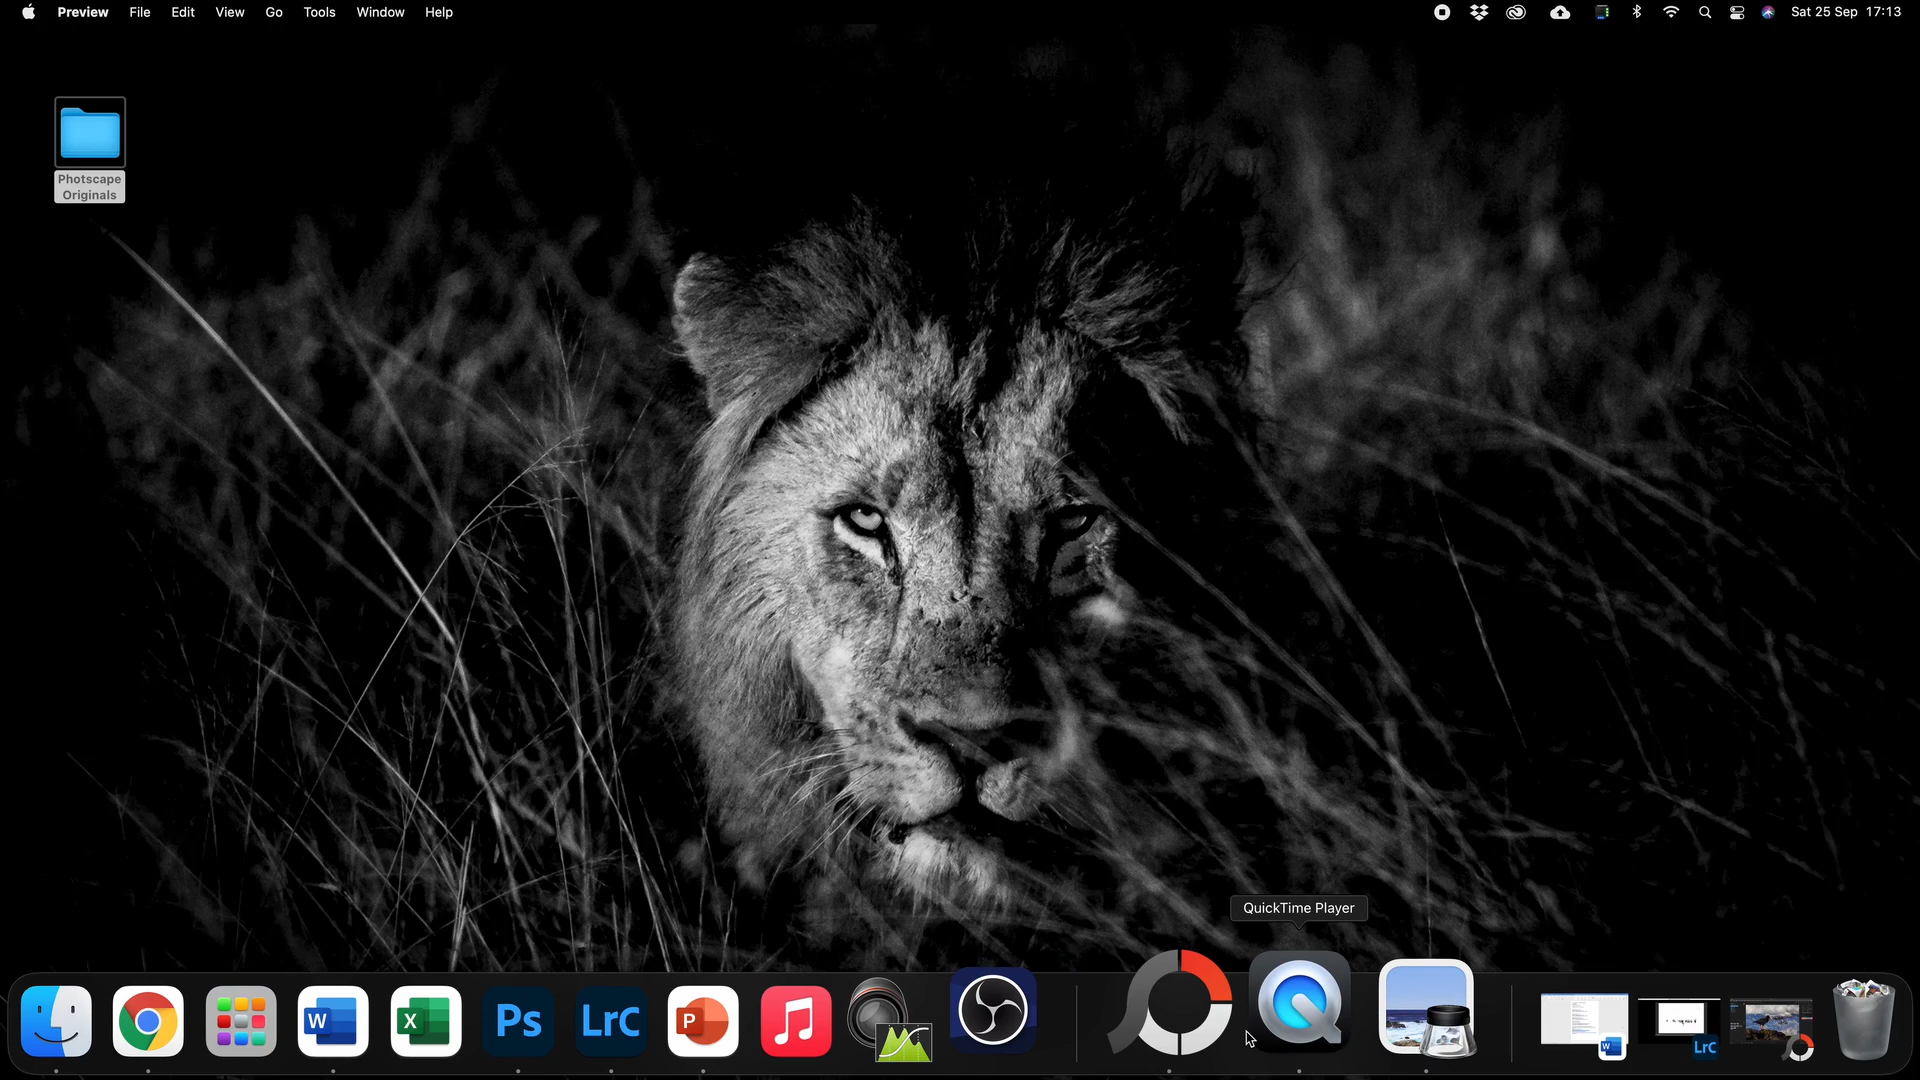 Preview File Edit View Go Tools Window Help
Sat 25 Sep 17:13
Photscape
Originals
QuickTime Player
W
X
Ps
LrC
P
W
LrC